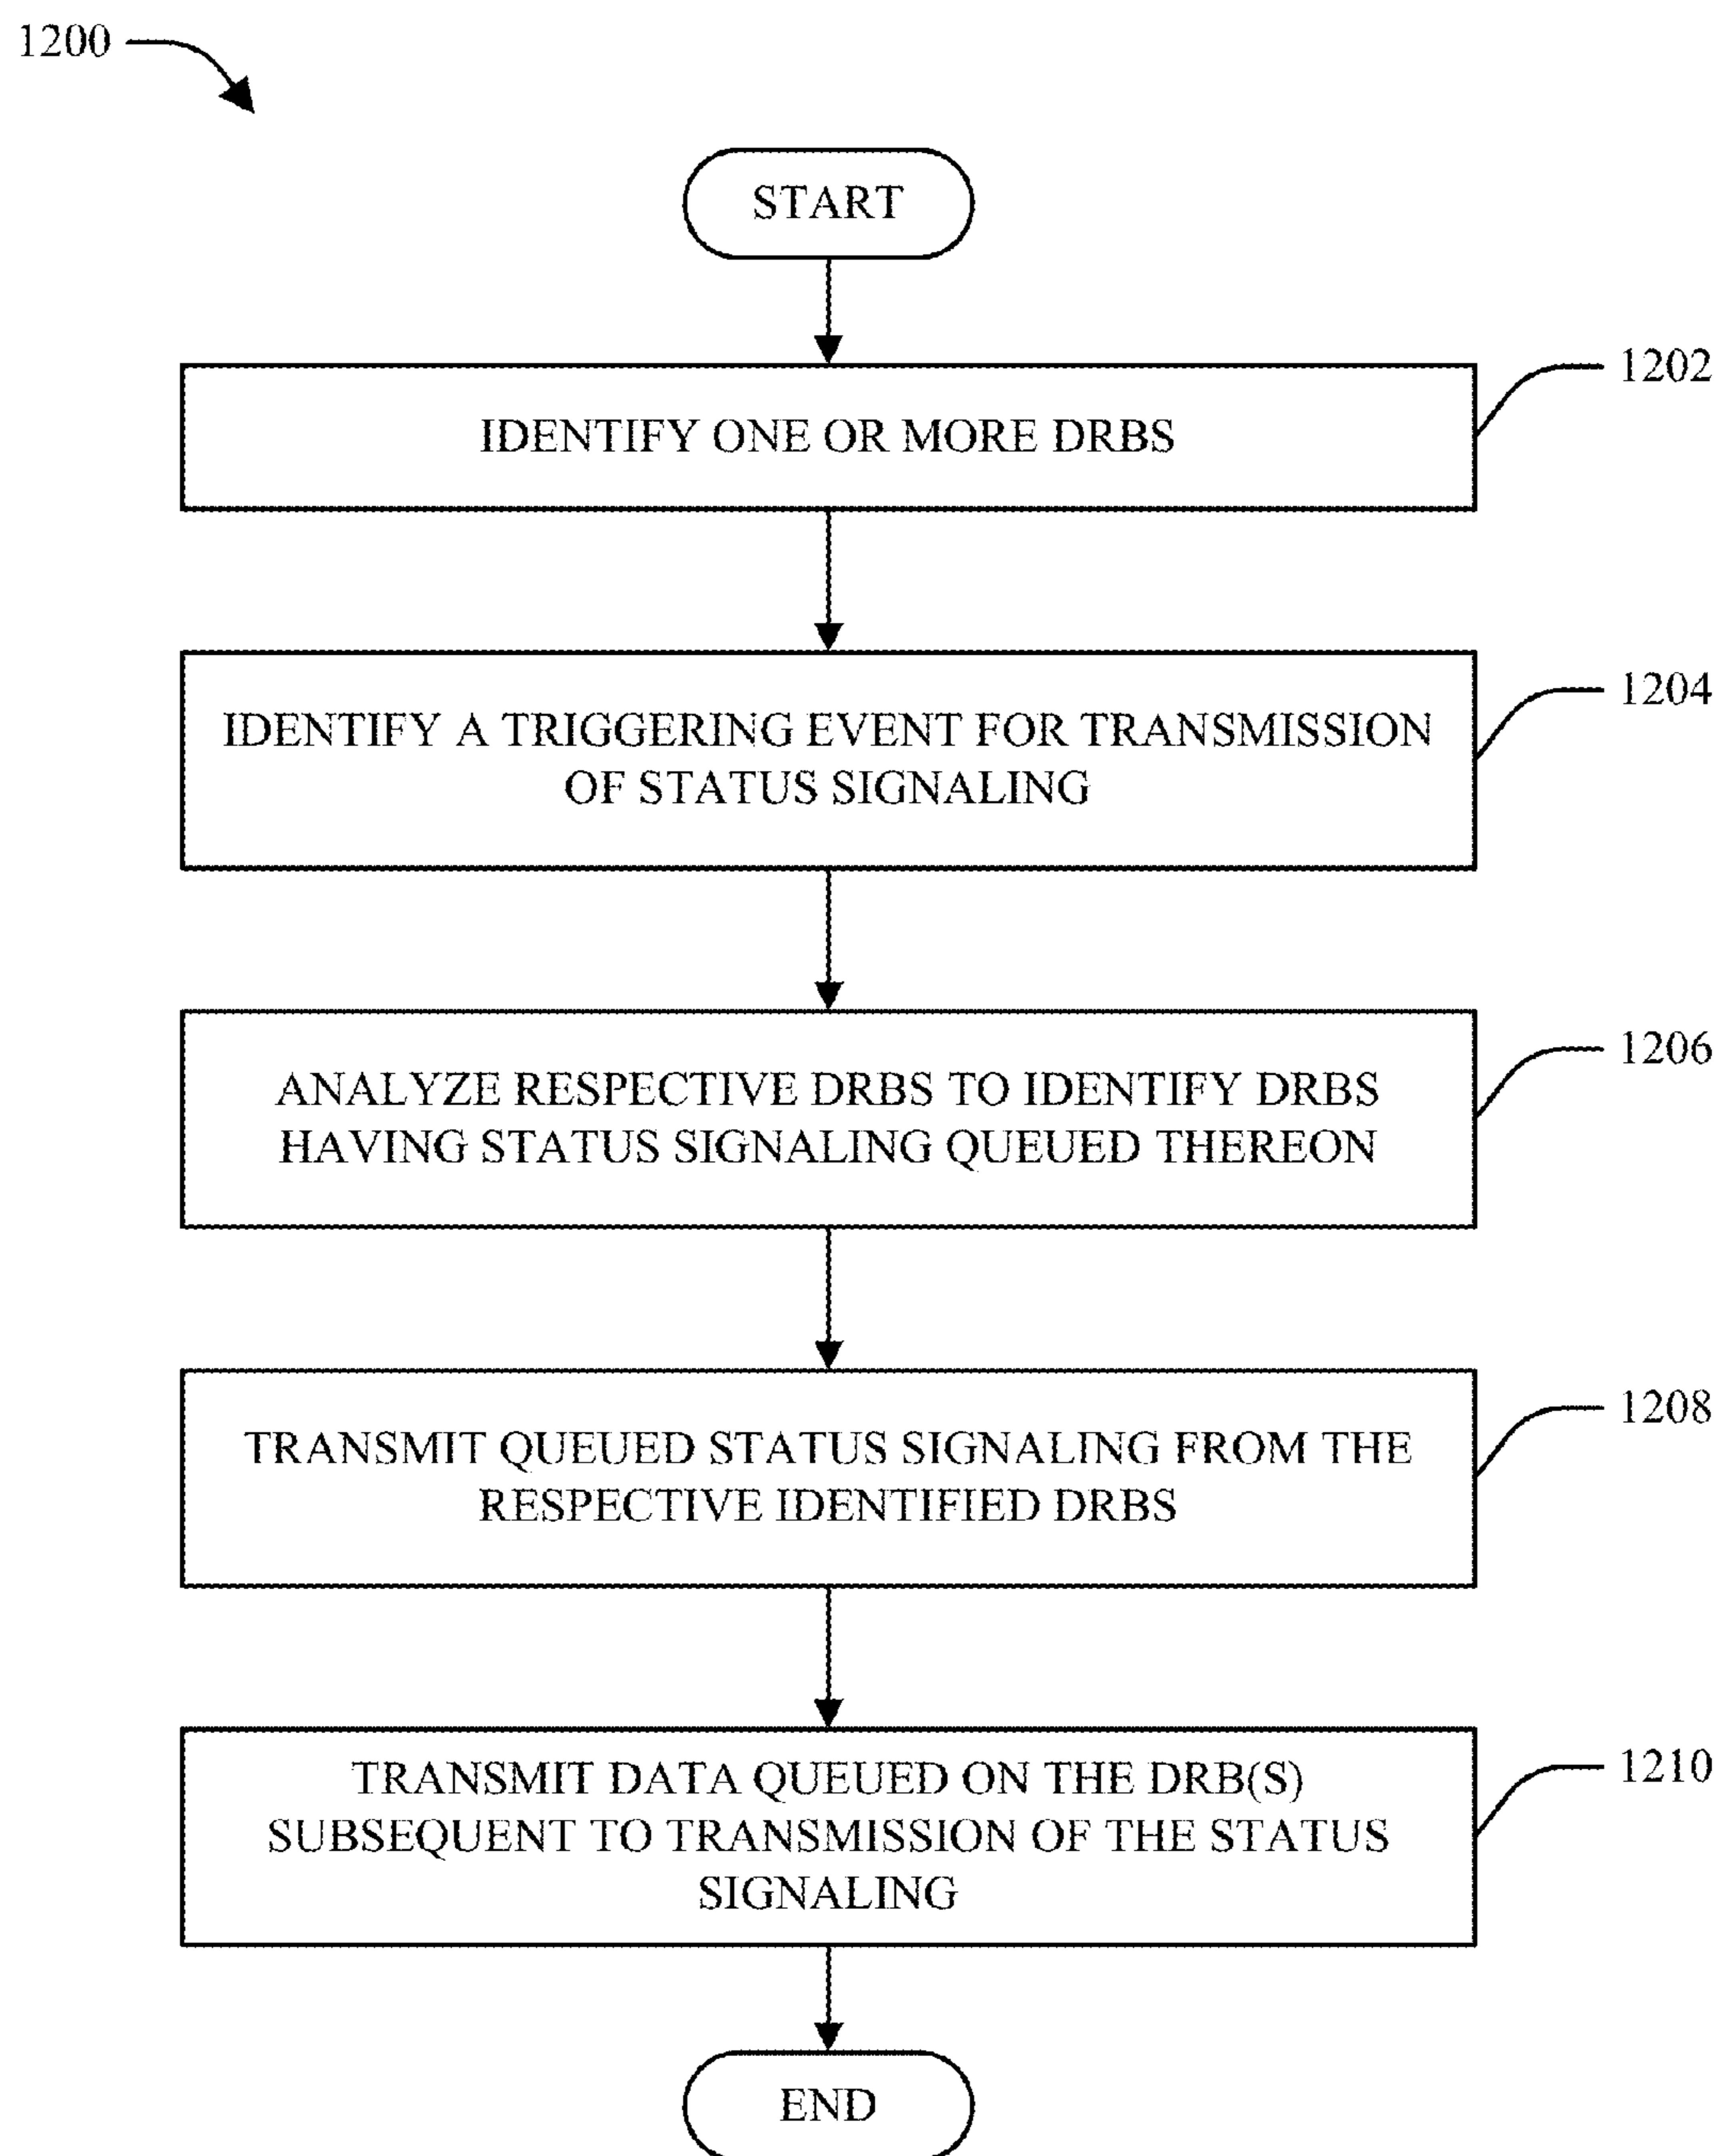 1200
START
1202
IDENTIFY ONE OR MORE DRBS
1204
IDENTIFY A TRIGGERING EVENT FOR TRANSMISSION
OF STATUS SIGNALING
1206
ANALYZE RESPECTIVE DRBS TO IDENTIFY DRBS
HAVING STATUS SIGNALING QUEUED THEREON
1208
TRANSMIT QUEUED STATUS SIGNALING FROM THE
RESPECTIVE IDENTIFIED DRBS
1210
TRANSMIT DATA QUEUED ON THE DRB(S)
SUBSEQUENT TO TRANSMISSION OF THE STATUS
SIGNALING
END